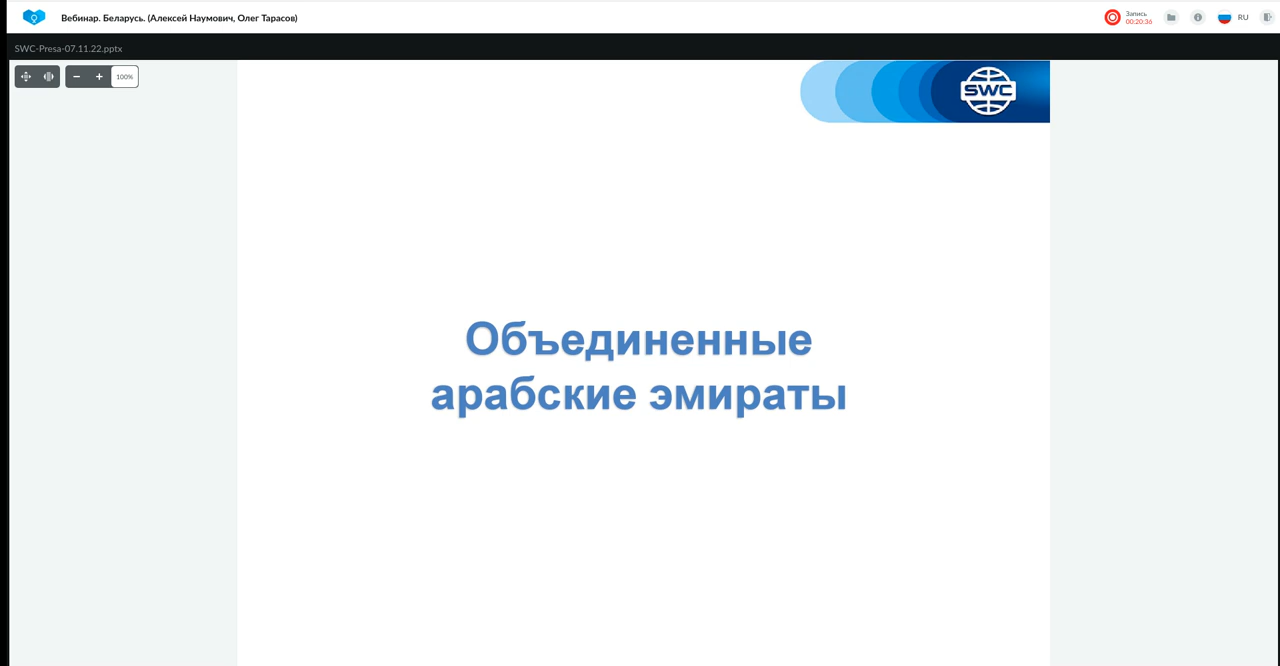 Вебинар. Беларусь. (Алексей Наумович, Олег Тарасов)
Запись
00:20:36
RU
SWC-Presa-07.11.22.pptx
100%
SWC
Объединенные
арабские эмираты